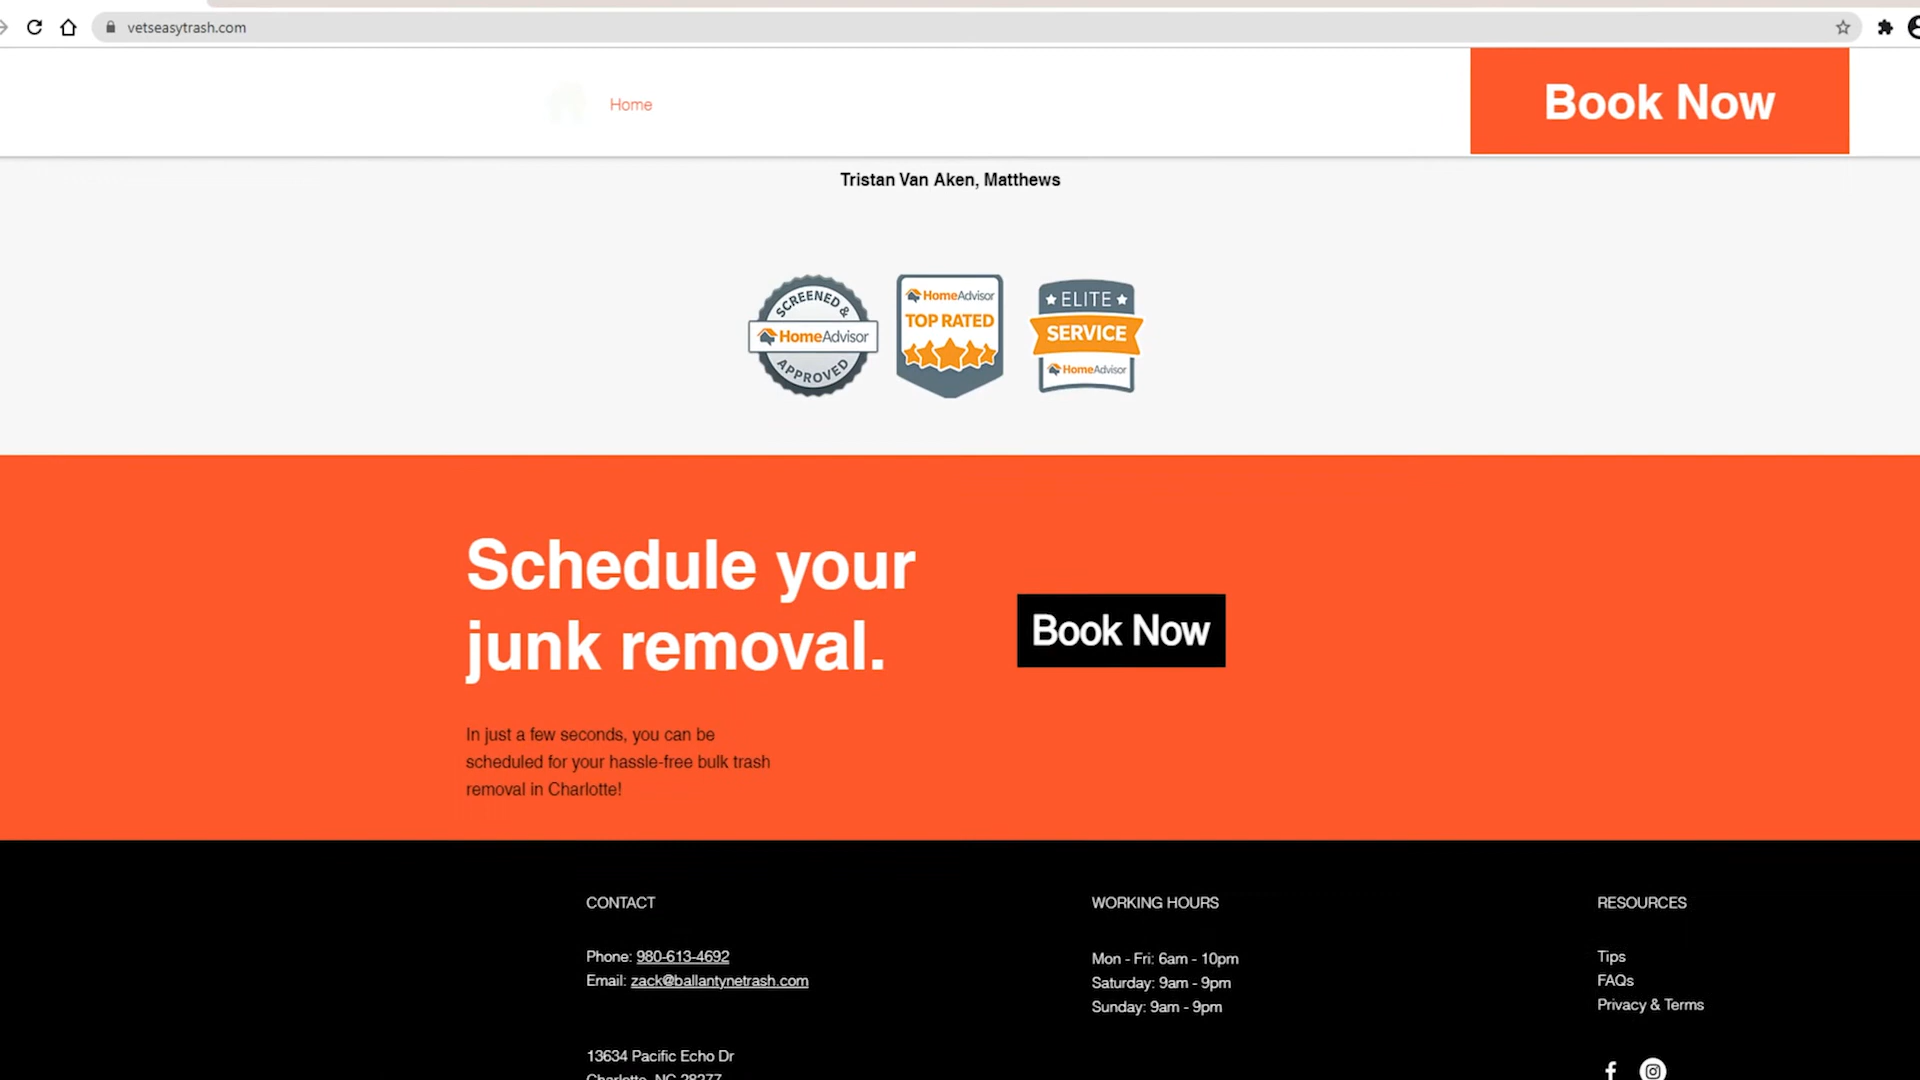 vetseasytrash.com
Home
Book Now
Tristan Van Aken, Matthews
SCREENED &
HomeAdvisor
APPROVED
HomeAdvisor
TOP RATED
ELITE
SERVICE
HomeAdvisor
Schedule your
junk removal.
Book Now
In just a few seconds, you can be
scheduled for your hassle-free bulk trash
removal in Charlotte!
CONTACT
Phone: 980-613-4692
Email: zack@ballantynetrash.com
13634 Pacific Echo Dr
Charlotte, NC 28277
WORKING HOURS
Mon - Fri: 6am - 10pm
Saturday: 9am - 9pm
Sunday: 9am - 9pm
RESOURCES
Tips
FAQs
Privacy & Terms